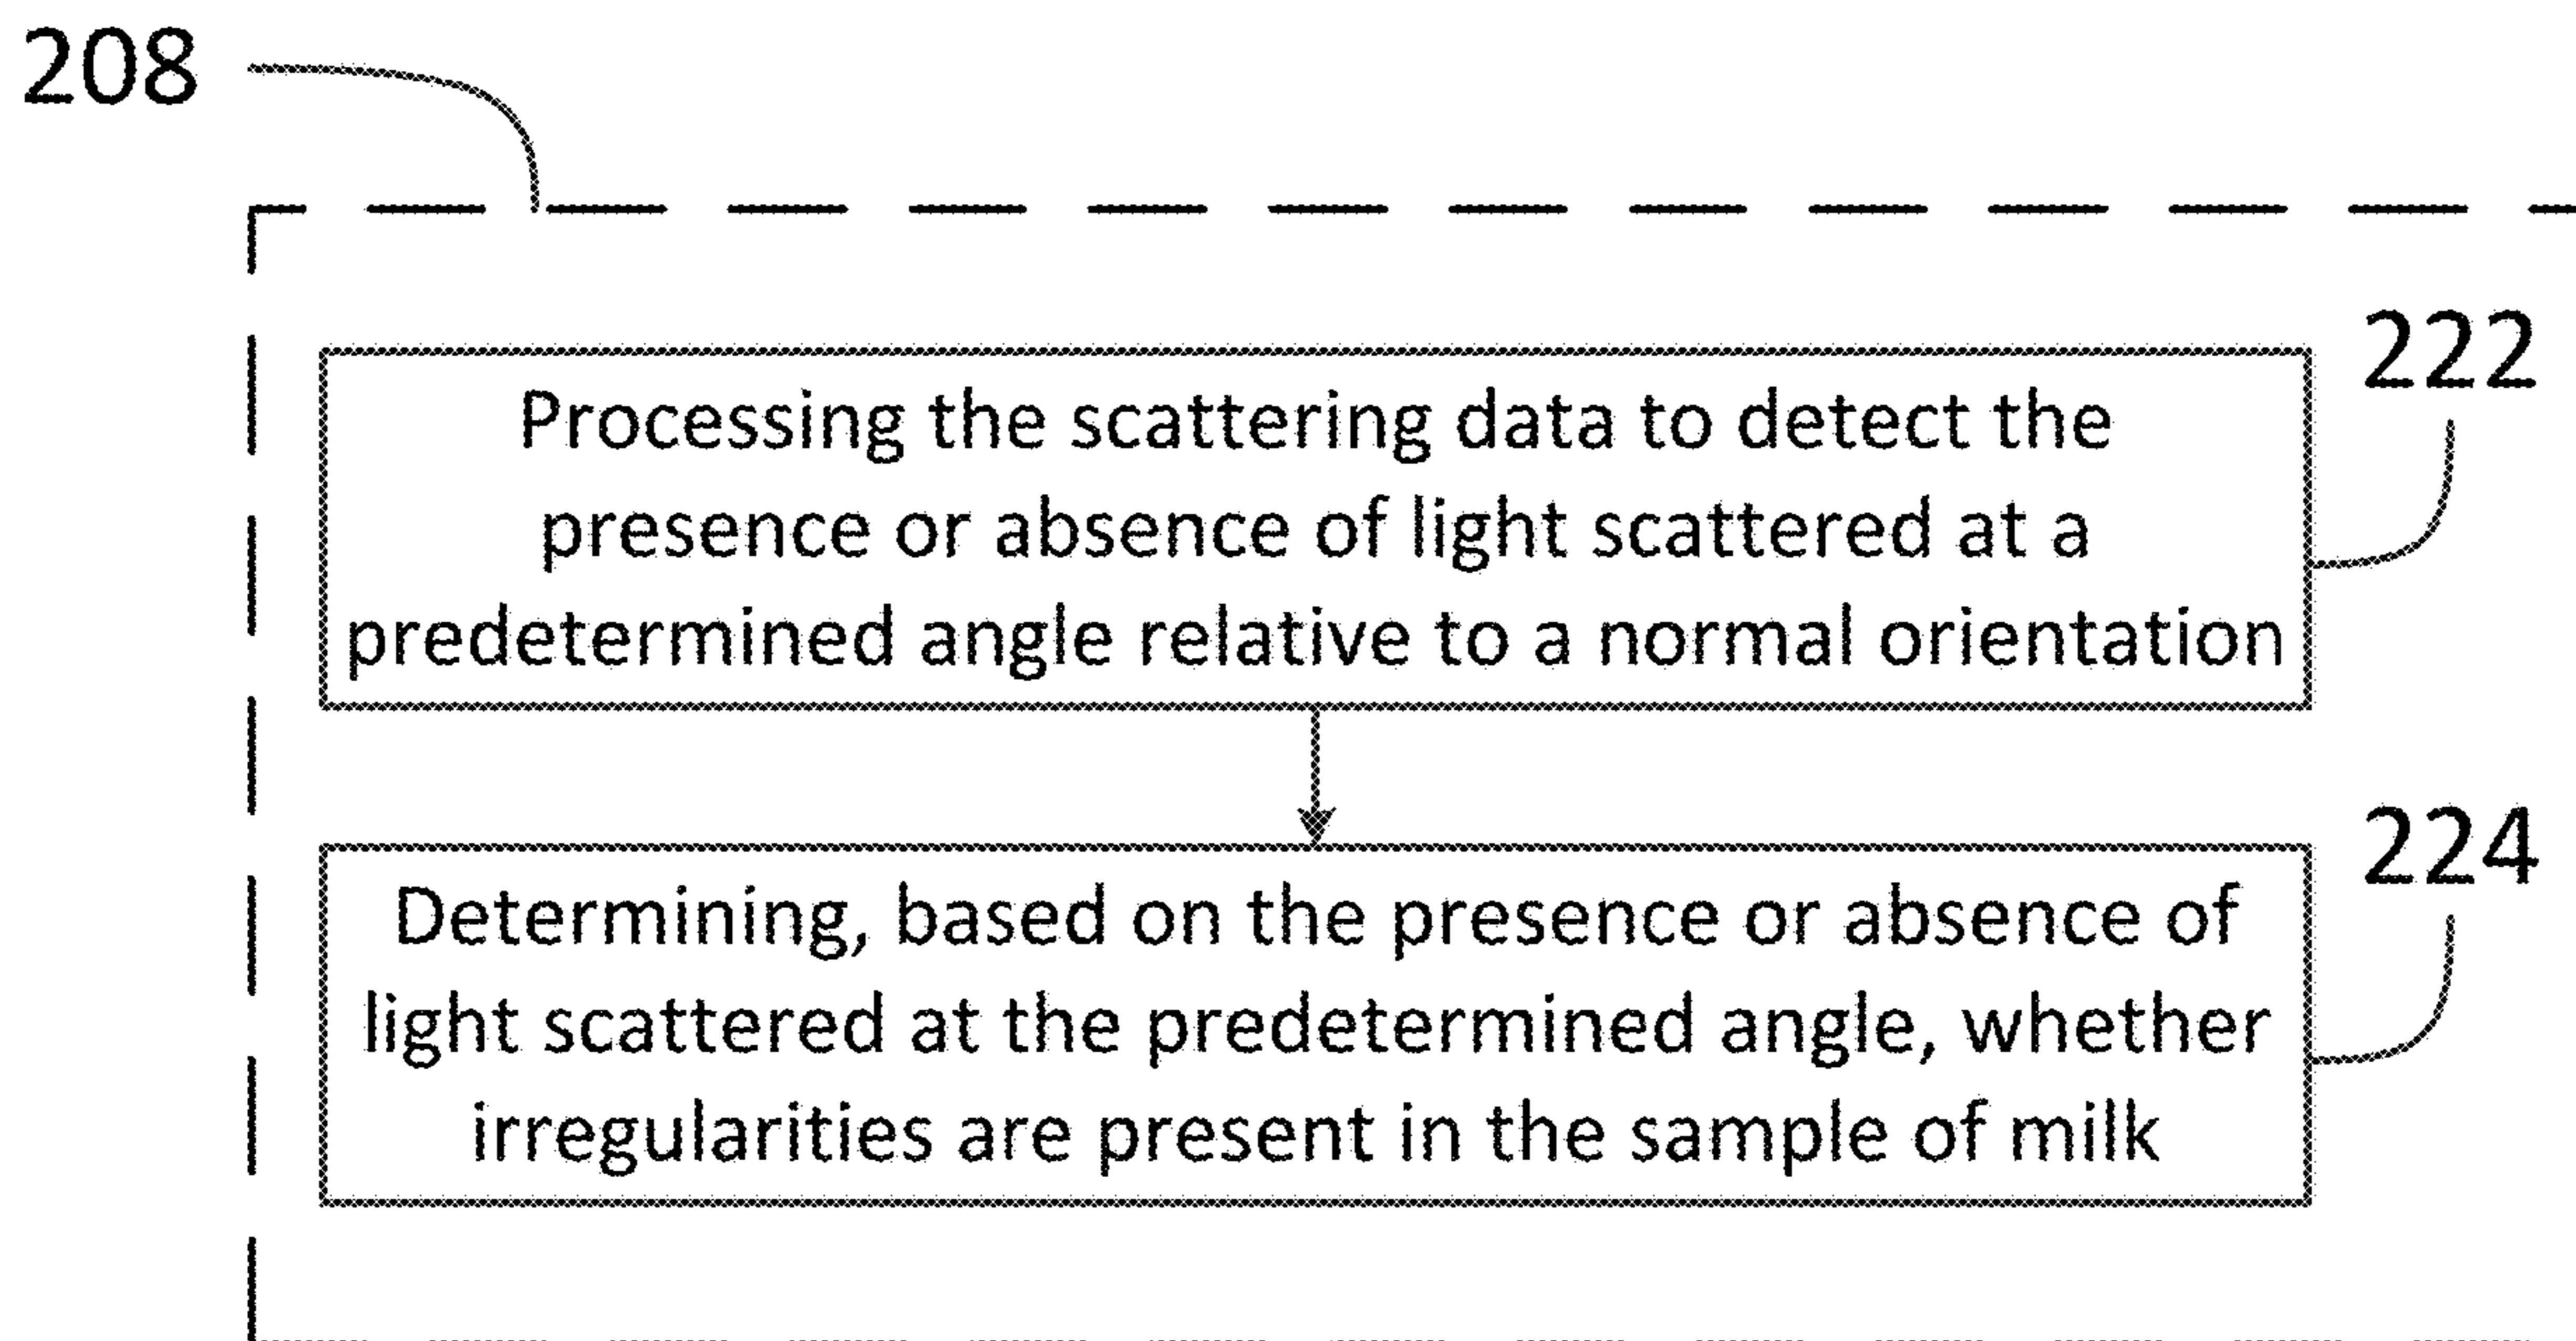 208
222
Processing the scattering data to detect the
presence or absence of light scattered at a
predetermined angle relative to a normal orientation
224
Determining, based on the presence or absence of
light scattered at the predetermined angle, whether
irregularities are present in the sample of milk